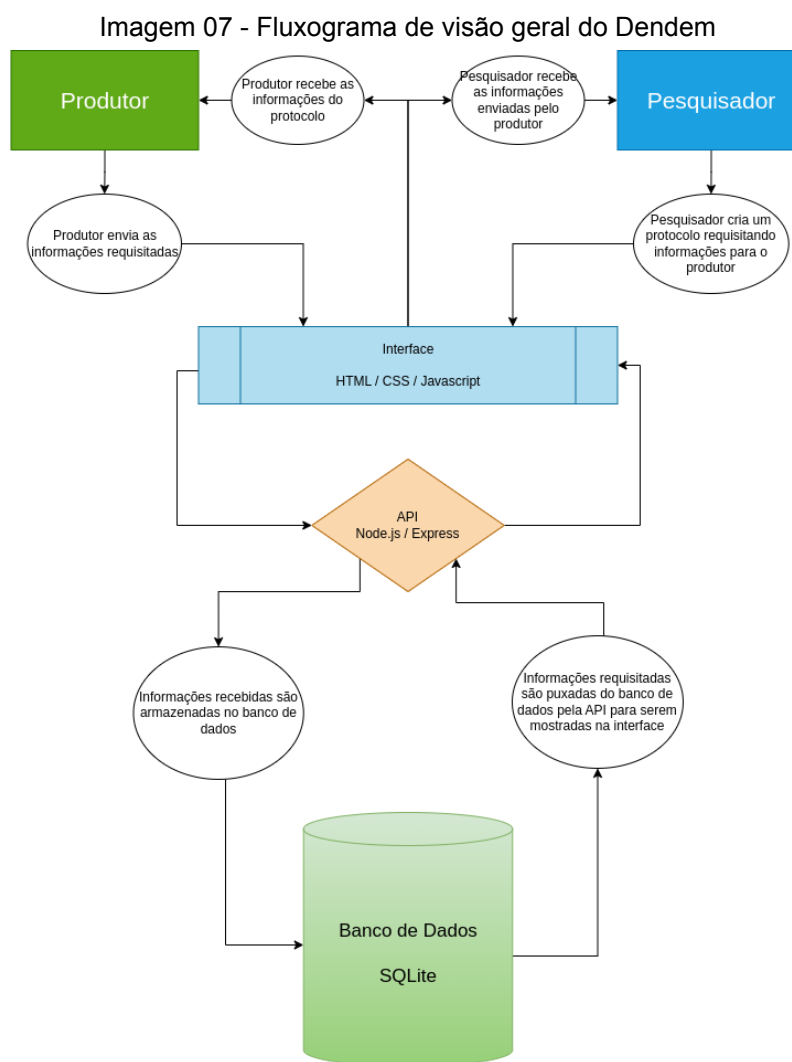 Imagem 07 - Fluxograma de visão geral do Dendem
Produtor
Produtor recebe as
informações do
protocolo
Pesquisador recebe
as informações
enviadas pelo
produtor
Pesquisador
Produtor envia as
informações requisitadas
Pesquisador cria um
protocolo requisitando
informações para o
produtor
Interface
HTML / CSS / Javascript
API
Node.js / Express
Informações recebidas são
armazenadas no banco de
dados
Informações requisitadas
são puxadas do banco de
dados pela API para serem
mostradas na interface
Banco de Dados
SQLite